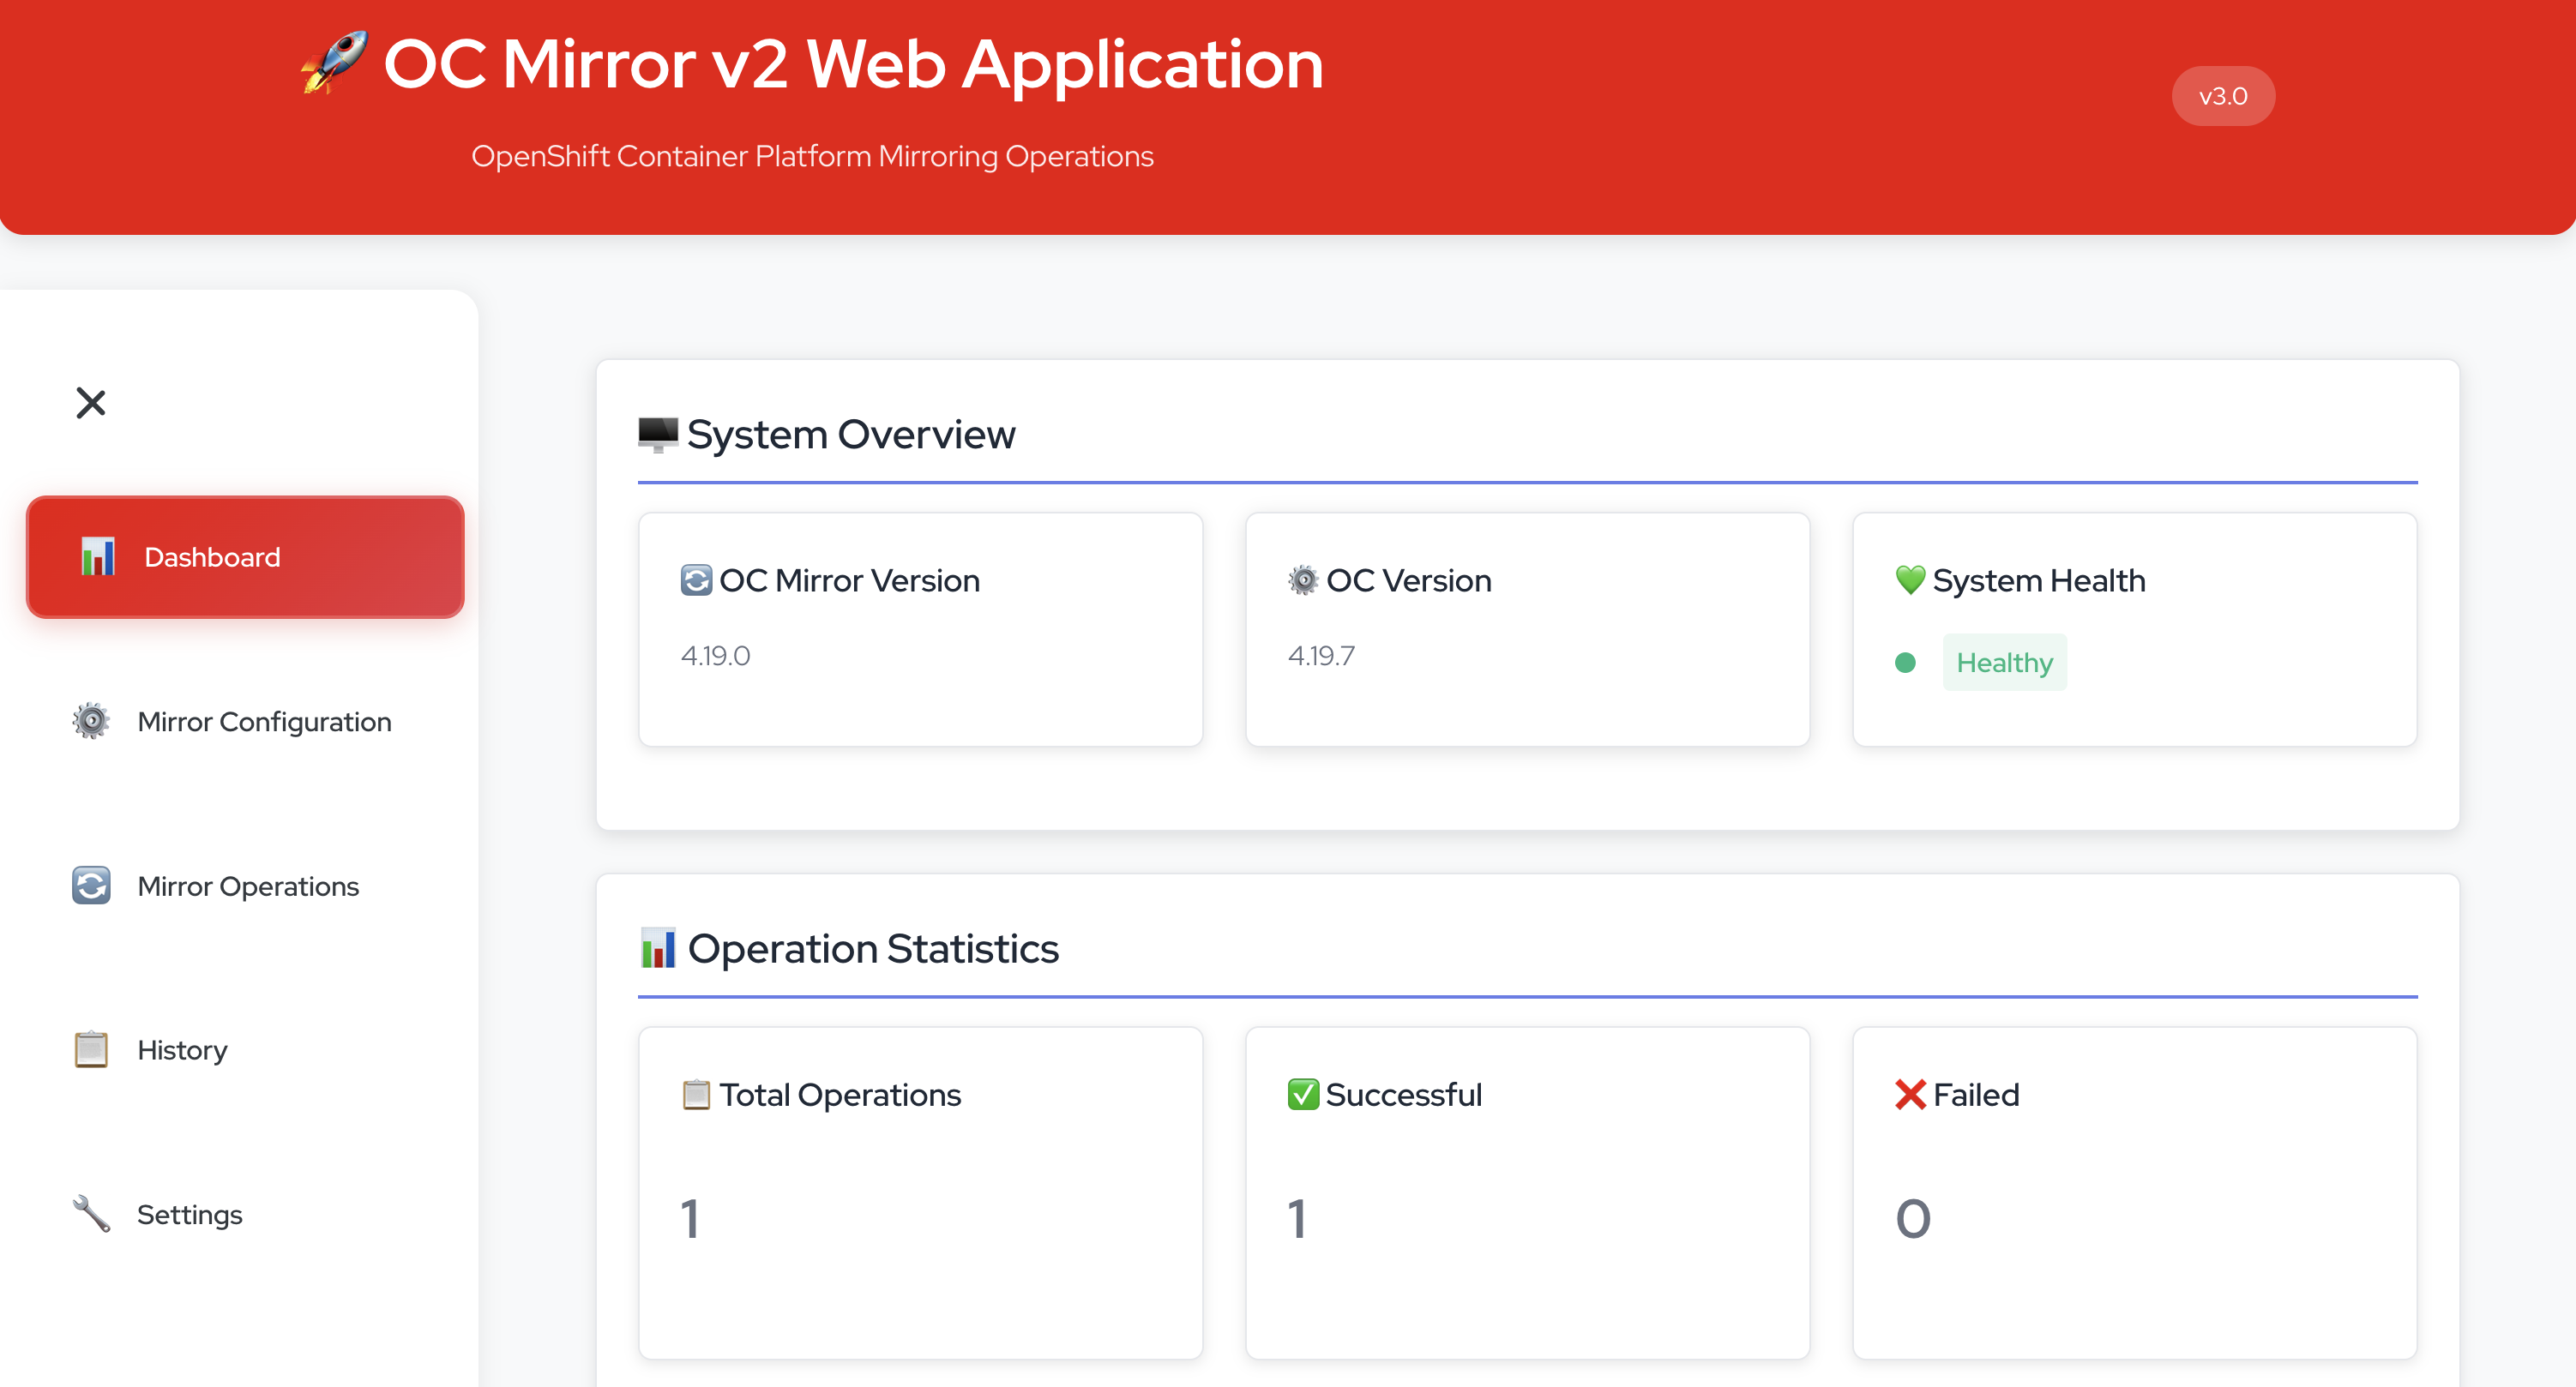 🚀 OC Mirror v2 Web Application
OpenShift Container Platform Mirroring Operations
v3.0
Dashboard
Mirror Configuration
Mirror Operations
History
Settings
System Overview
OC Mirror Version
4.19.0
OC Version
4.19.7
System Health
Healthy
Operation Statistics
Total Operations
1
Successful
1
Failed
0